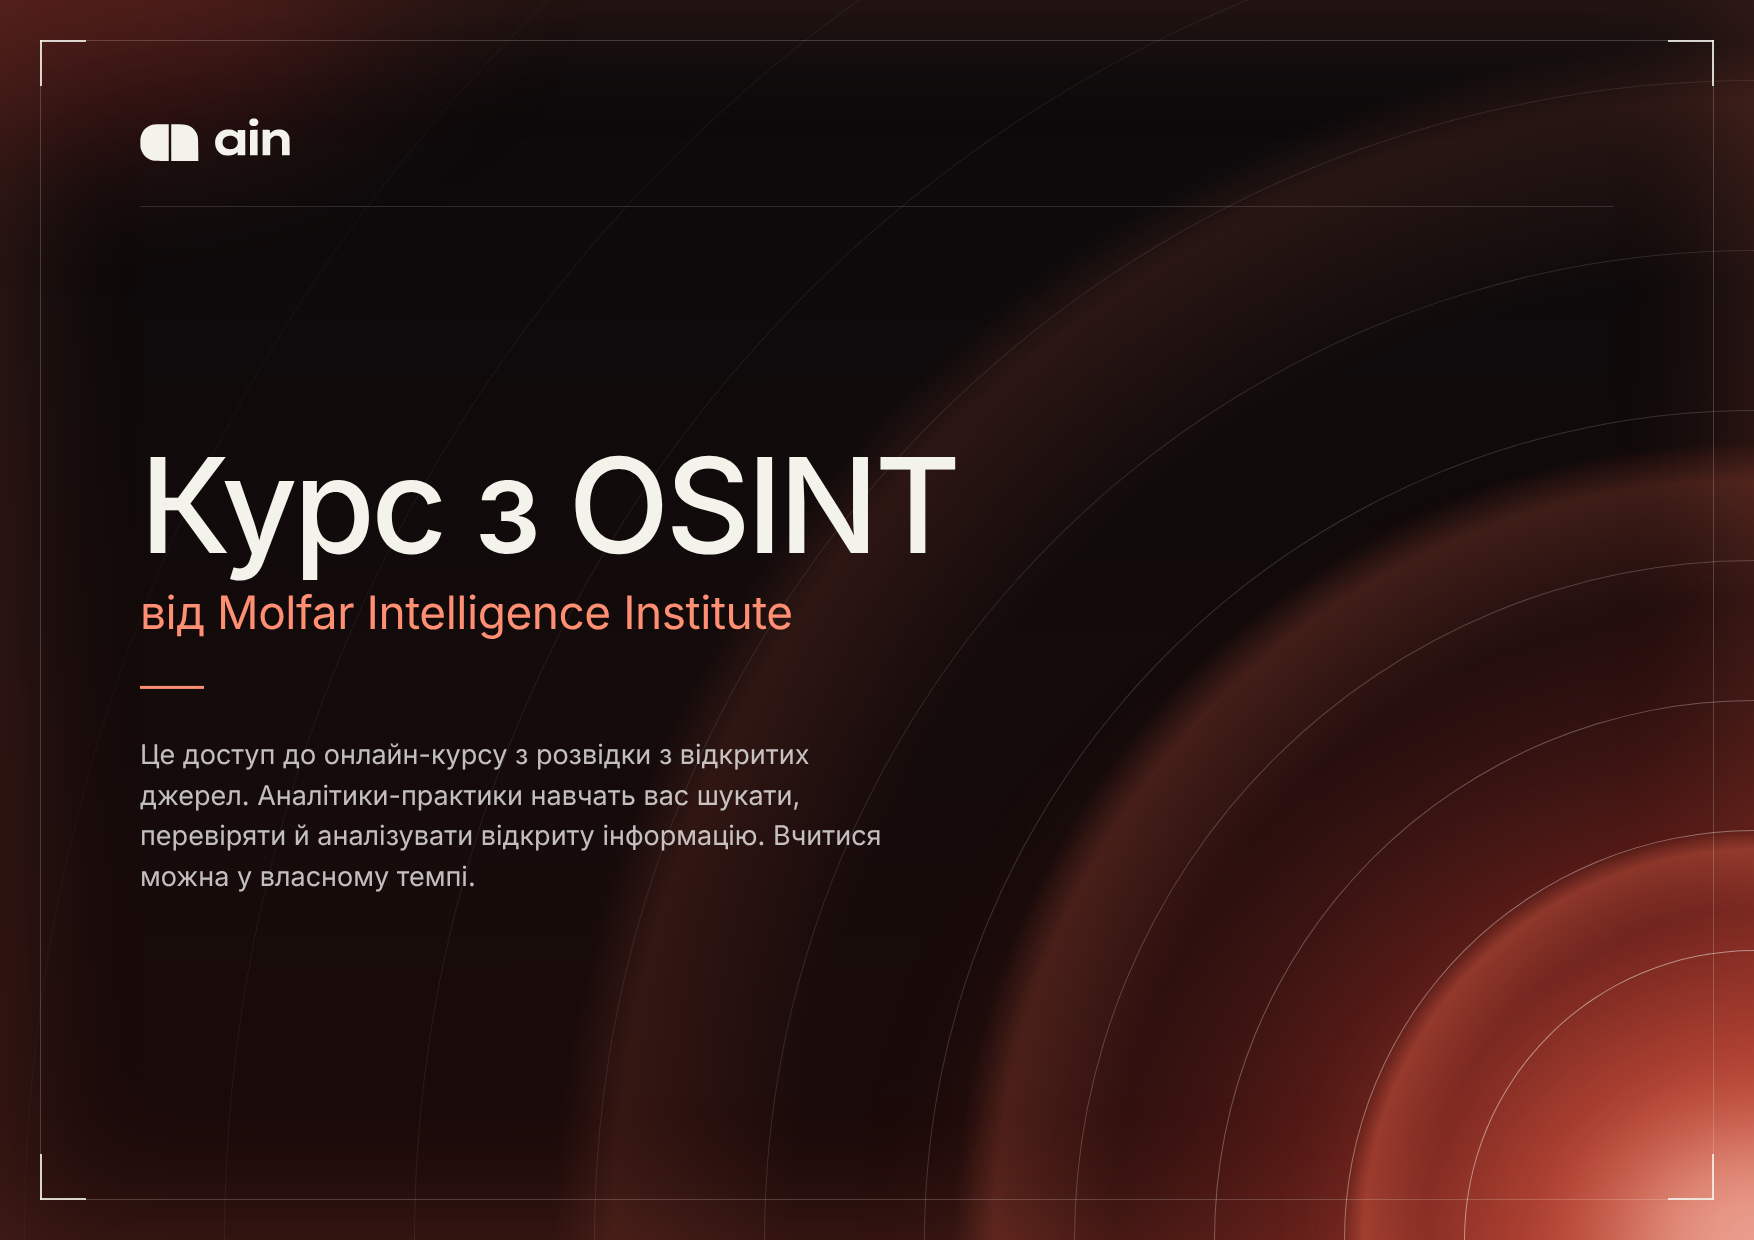 ain
Курс з OSINT
від Molfar Intelligence Institute
Це доступ до онлайн-курсу з розвідки з відкритих
джерел. Аналітики-практики навчать вас шукати,
перевіряти й аналізувати відкриту інформацію. Вчитися
можна у власному темпі.